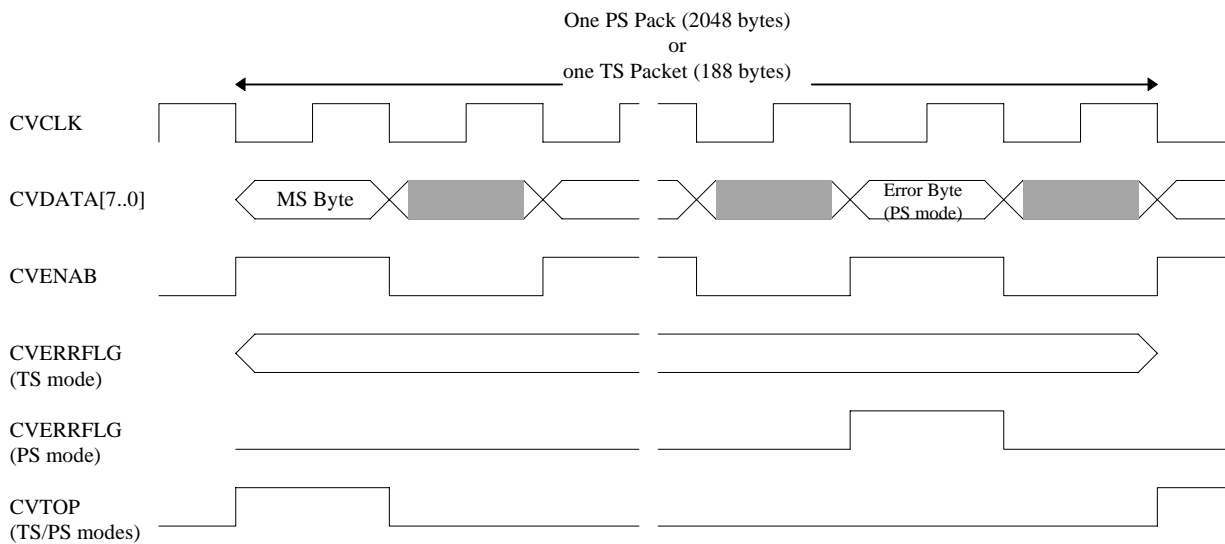 One PS Pack (2048 bytes)
or
one TS Packet (188 bytes)
CVCLK
CVDATA[7..0]
MS Byte
Error Byte
(PS mode)
CVENAB
CVERRFLG
(TS mode)
CVERRFLG
(PS mode)
CVTOP
(TS/PS modes)